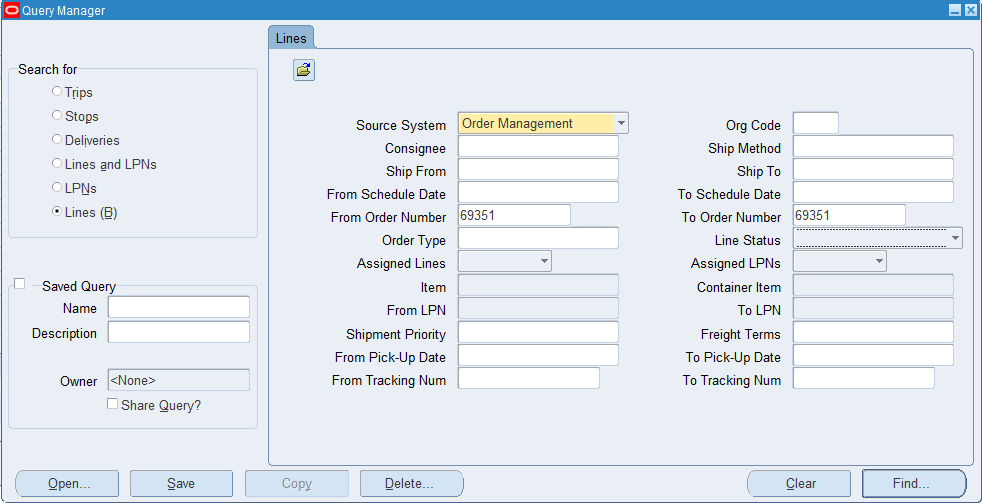 Query Manager
Lines
Search for
Trips
Stops
Deliveries
Lines and LPNs
LPNs
Lines (B)
Saved Query
Name
Description
Owner <None>
Share Query?
Source System Order Management Org Code
Consignee Ship Method
Ship From Ship To
From Schedule Date To Schedule Date
From Order Number 69351 To Order Number 69351
Order Type Line Status
Assigned Lines Assigned LPNs
Item Container Item
From LPN To LPN
Shipment Priority Freight Terms
From Pick-Up Date To Pick-Up Date
From Tracking Num To Tracking Num
Open... Save Copy Delete... Clear Find...